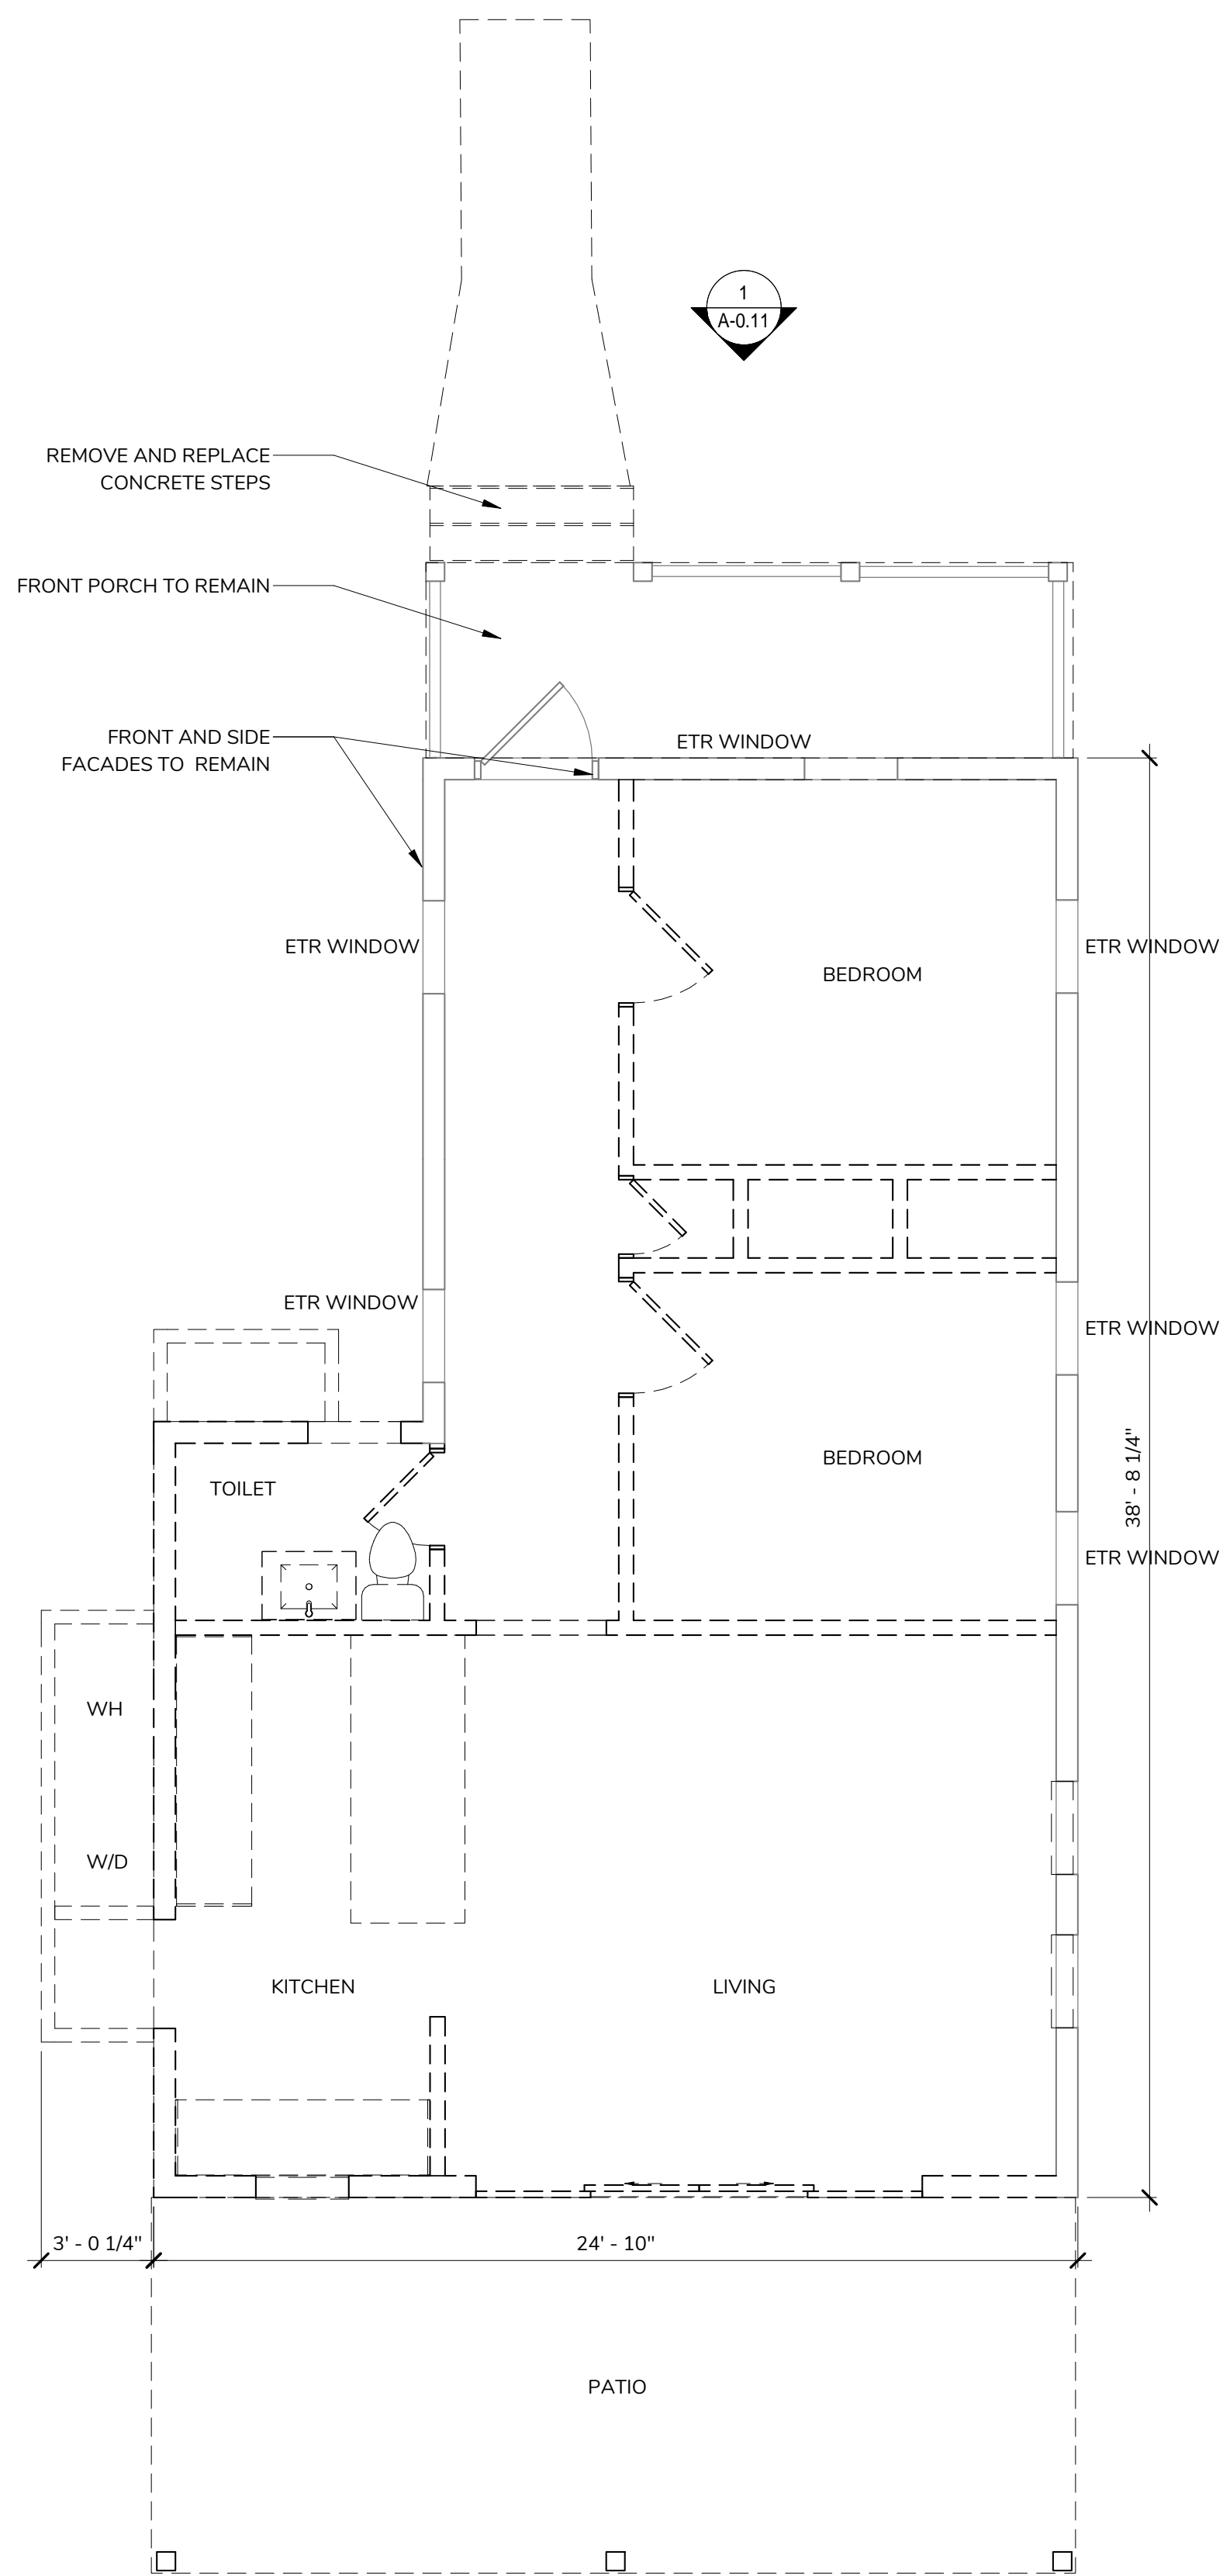 1
A-0.11
REMOVE AND REPLACE
CONCRETE STEPS
FRONT PORCH TO REMAIN
FRONT AND SIDE
FACADES TO REMAIN
ETR WINDOW
ETR WINDOW
ETR WINDOW
BEDROOM
ETR WINDOW
ETR WINDOW
BEDROOM
38' - 8 1/4"
TOILET
ETR WINDOW
WH
W/D
KITCHEN
LIVING
3' - 0 1/4"
24' - 10"
PATIO